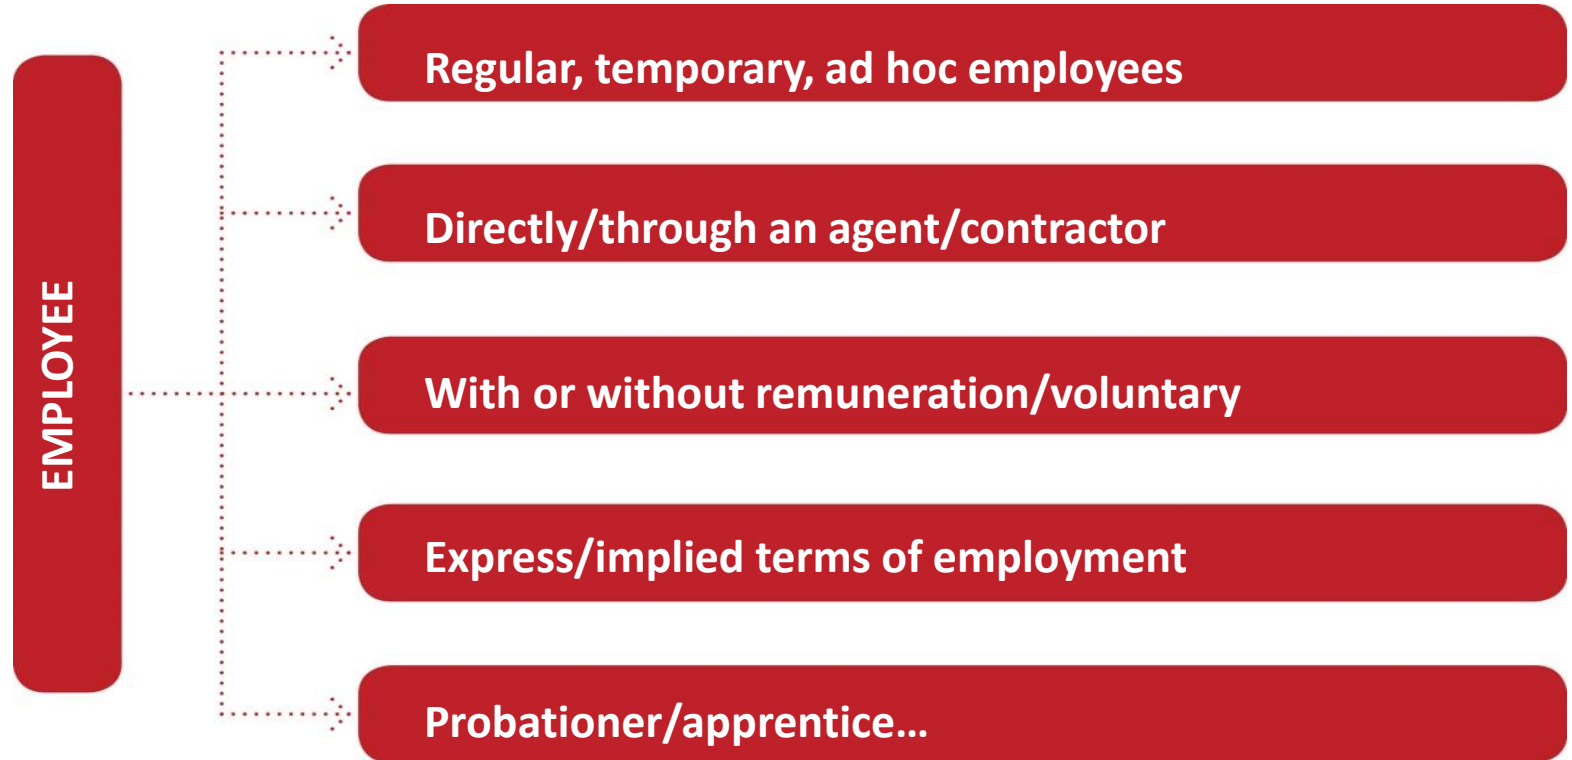 EMPLOYEE
Regular, temporary, ad hoc employees
Directly/through an agent/contractor
With or without remuneration/voluntary
Express/implied terms of employment
Probationer/apprentice…